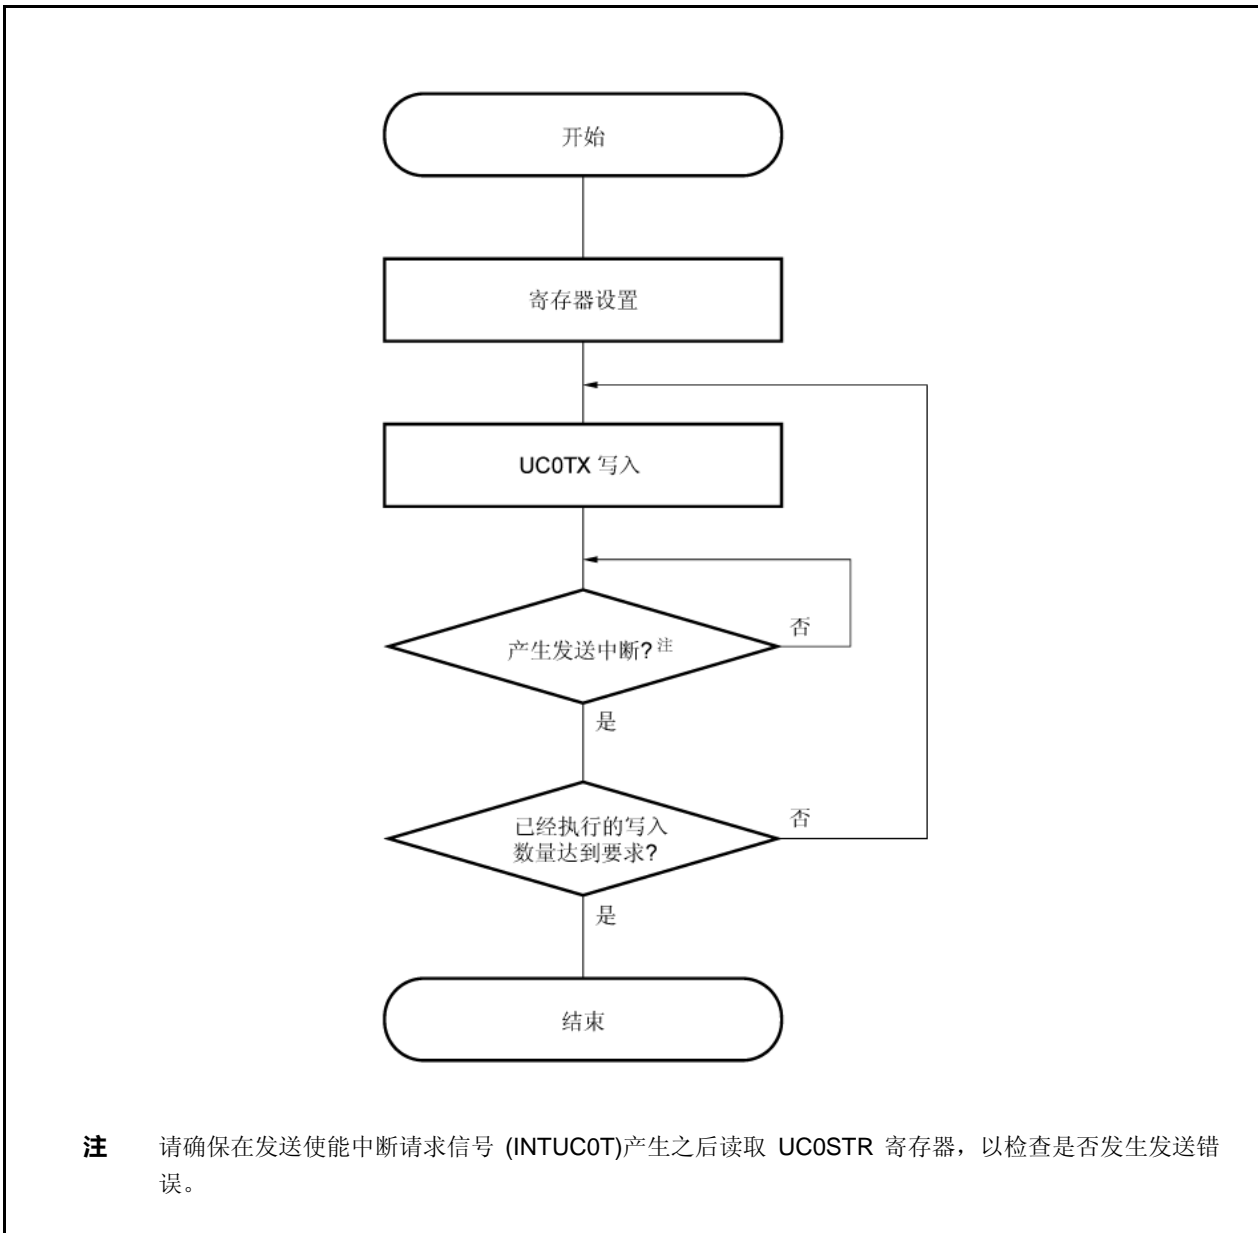 开始
寄存器设置
UC0TX 写入
产生发送中断?注
否
是
已经执行的写入
数量达到要求?
否
是
结束
注 请确保在发送使能中断请求信号 (INTUC0T)产生之后读取 UC0STR 寄存器，以检查是否发生发送错
误。